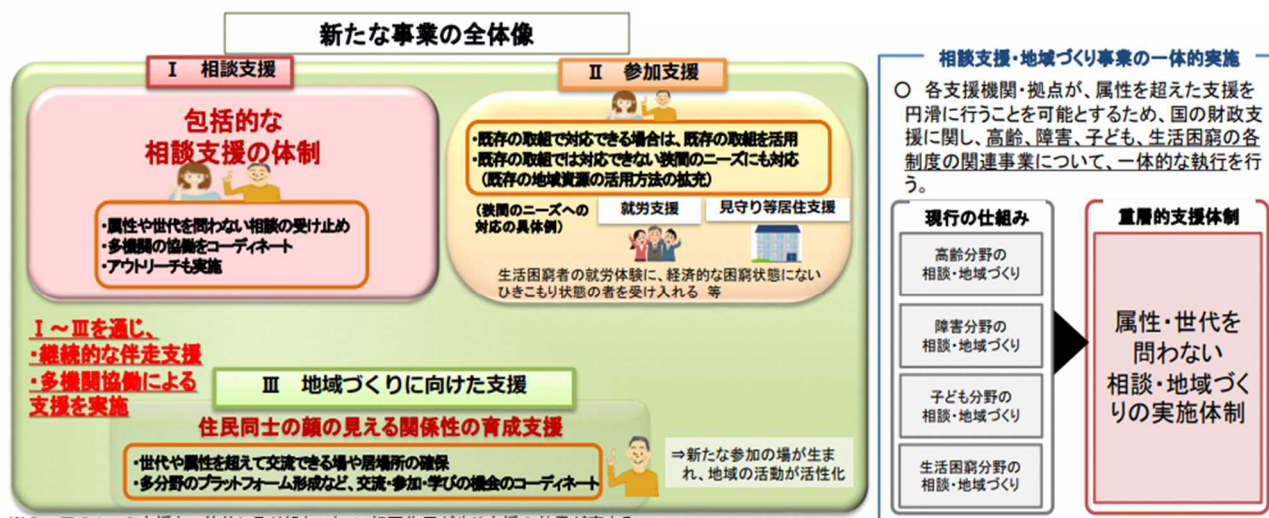 新たな事業の全体像
Ⅰ 相談支援
包括的な
相談支援の体制
・属性や世代を問わない相談の受け止め
・多機関の協働をコーディネート
・アウトリーチも実施
Ⅱ 参加支援
・既存の取組で対応できる場合は、既存の取組を活用
・既存の取組では対応できない狭間のニーズにも対応
（既存の地域資源の活用方法の拡充）
（狭間のニーズへの
対応の具体例）
就労支援
見守り等居住支援
生活困窮者の就労体験に、経済的な困窮状態にない
ひきこもり状態の者を受け入れる 等
Ⅰ～Ⅲを通じ、
・継続的な伴走支援
・多機関協働による
支援を実施
Ⅲ 地域づくりに向けた支援
住民同士の顔の見える関係性の育成支援
・世代や属性を超えて交流できる場や居場所の確保
・多分野のプラットフォーム形成など、交流・参加・学びの機会のコーディネート
⇒新たな参加の場が生ま
れ、地域の活動が活性化
相談支援・地域づくり事業の一体的実施
○ 各支援機関・拠点が、属性を超えた支援を
円滑に行うことを可能とするため、国の財政支
援に関し、高齢、障害、子ども、生活困窮の各
制度の関連事業について、一体的な執行を行
う。
現行の仕組み
高齢分野の
相談・地域づくり
障害分野の
相談・地域づくり
子ども分野の
相談・地域づくり
生活困窮分野の
相談・地域づくり
重層的支援体制
属性・世代を
問わない
相談・地域づく
りの実施体制